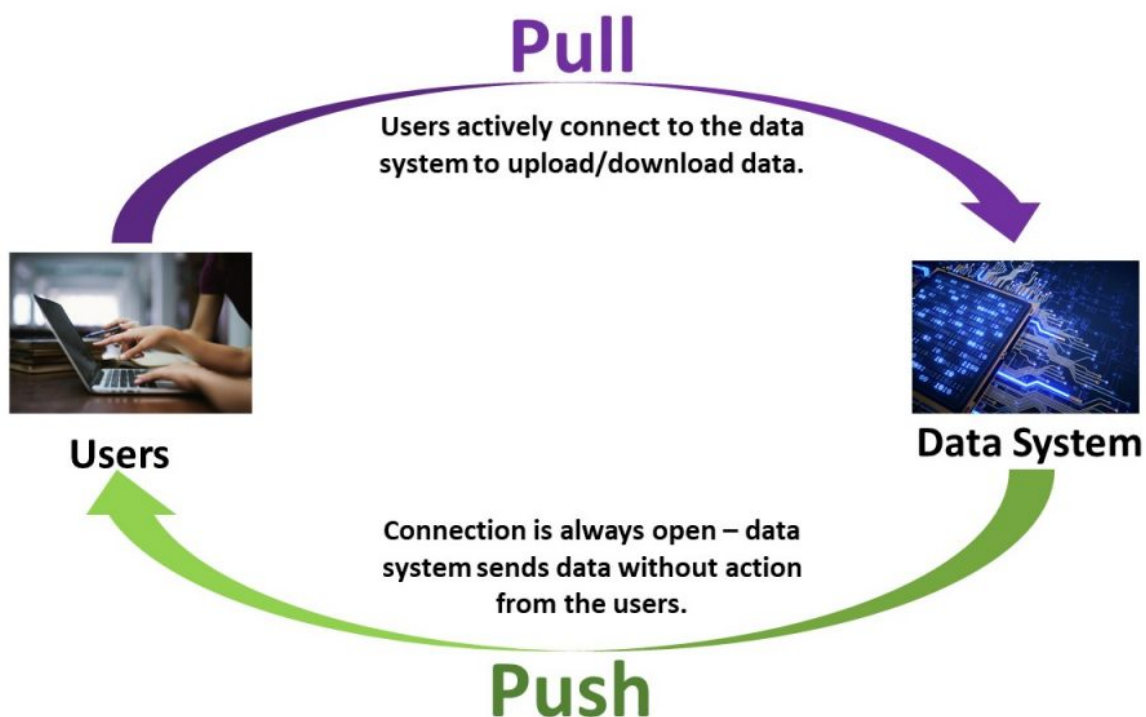 Pull
Users actively connect to the data
system to upload/download data.
Users
Data System
Connection is always open – data
system sends data without action
from the users.
Push